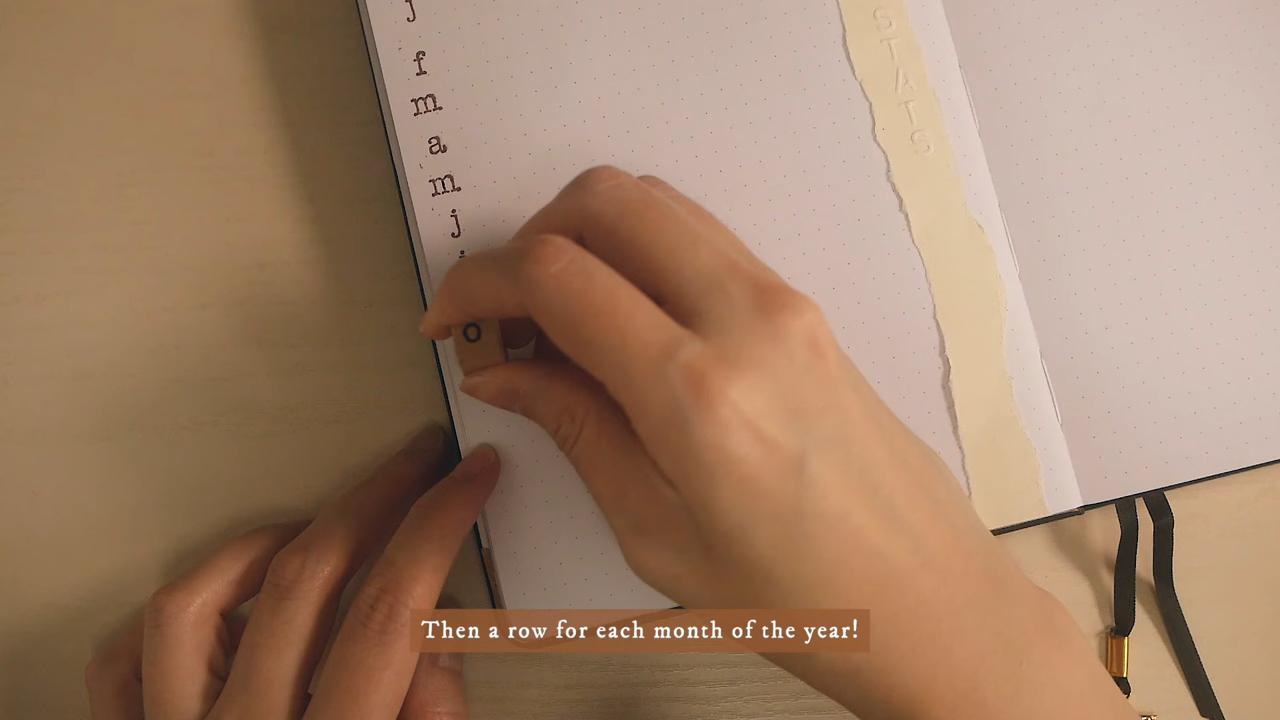 j
f
m
a
m
j
o
STATS
Then a row for each month of the year!